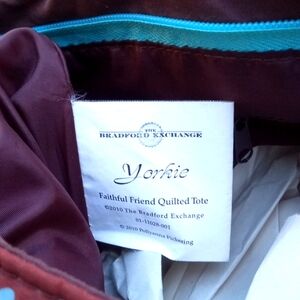 THE
BRADFORD EXCHANGE
Yorkie
Faithful Friend Quilted Tote
©2010 The Bradford Exchange
01-11028-001
© 2010 Pollyanna Pickering